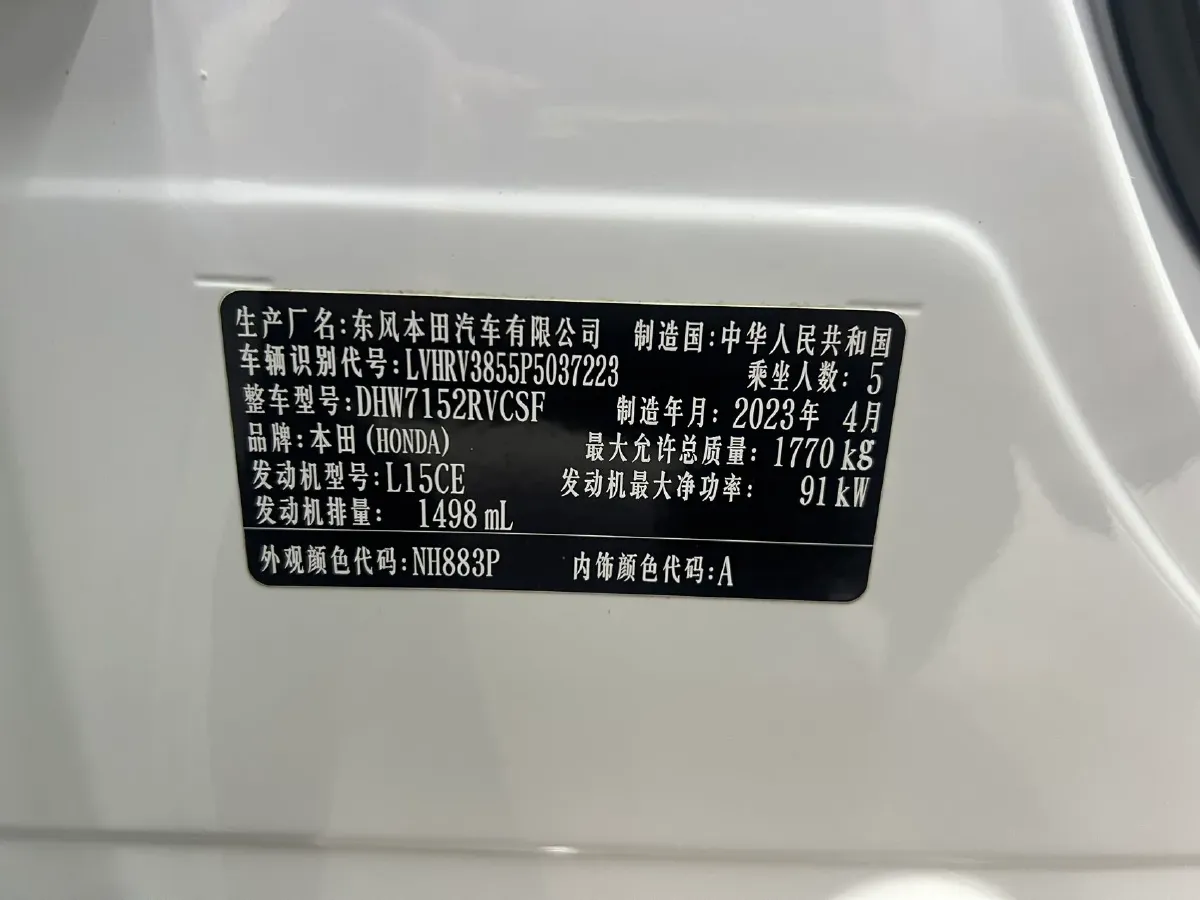 生产厂名:东风本田汽车有限公司 制造国:中华人民共和国
车辆识别代号:LVHRV3855P5037223 乘坐人数:5
整车型号:DHW7152RVCSF 制造年月:2023年 4月
品牌:本田(HONDA) 最大允许总质量:1770kg
发动机型号:L15CE 发动机最大净功率: 91kW
发动机排量: 1498mL
外观颜色代码:NH883P 内饰颜色代码:A